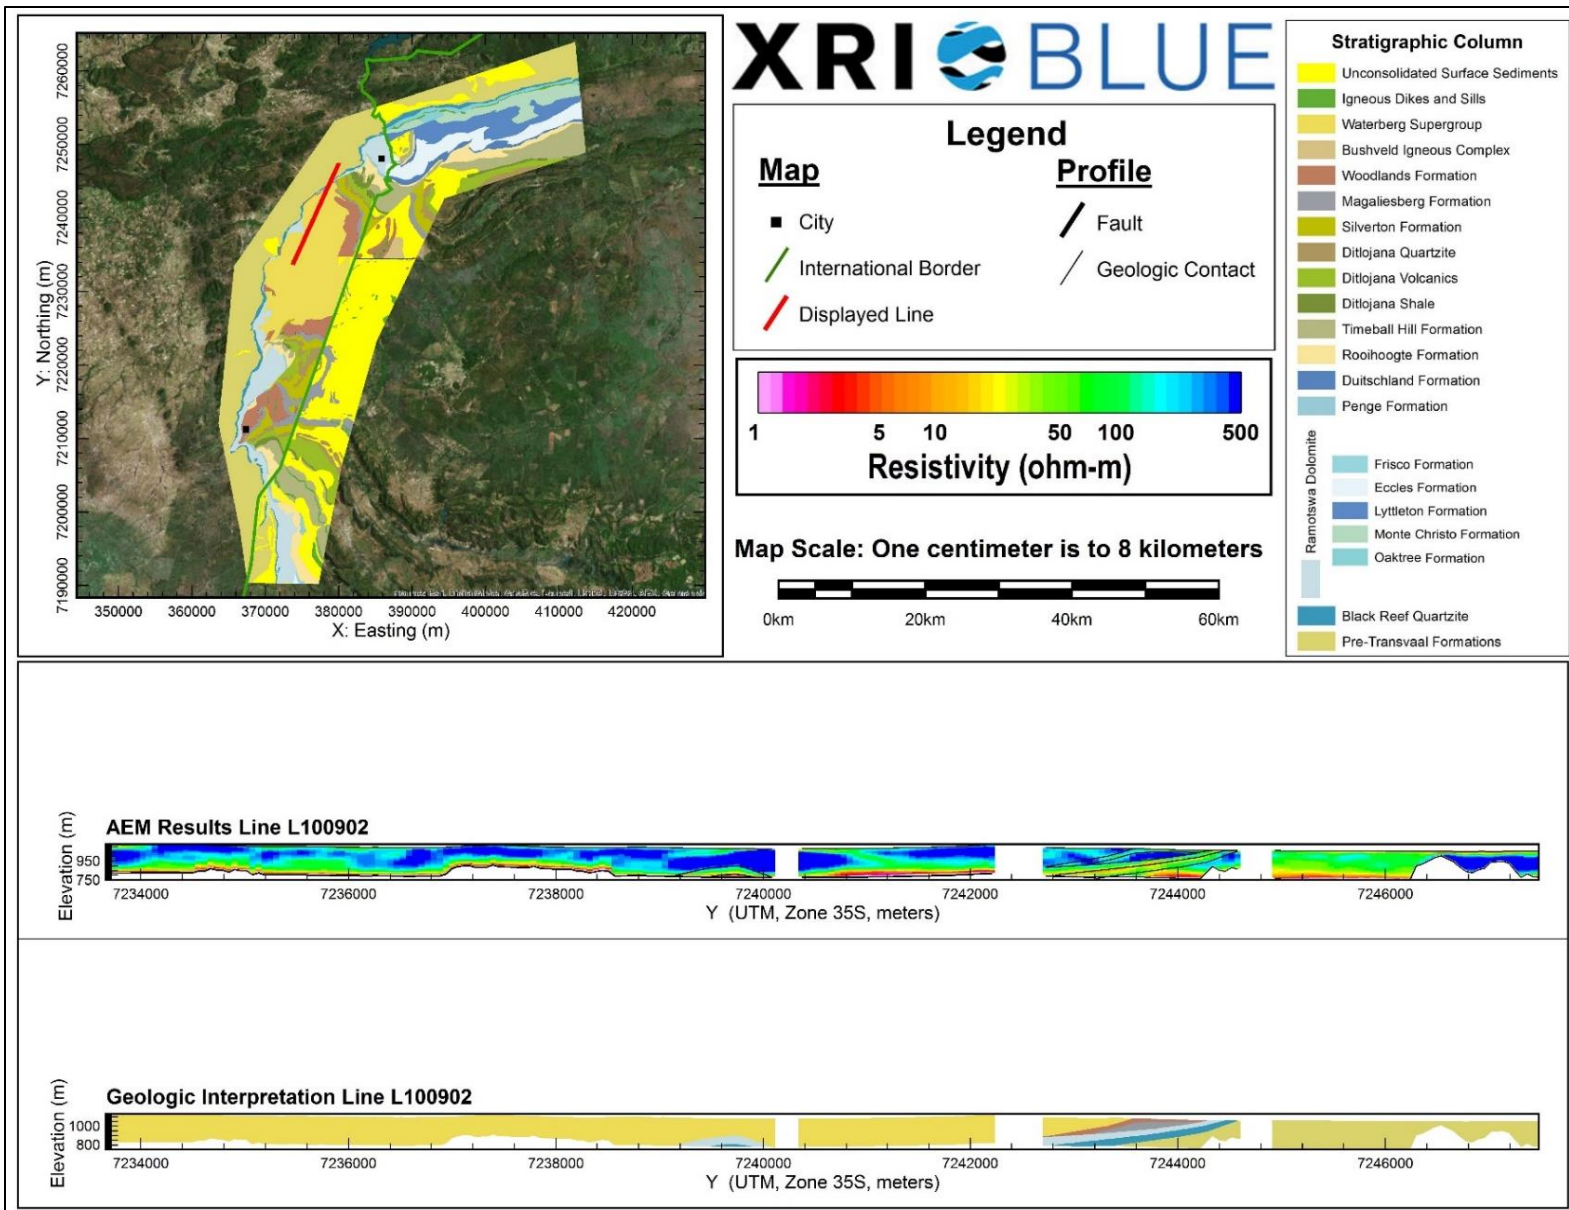 XRI BLUE
Y: Northing (m)
7260000
7250000
7240000
7230000
7220000
7210000
7200000
7190000
350000 360000 370000 380000 390000 400000 410000 420000
X: Easting (m)
Legend
Map
City
International Border
Displayed Line
Profile
Fault
Geologic Contact
1 5 10 50 100 500
Resistivity (ohm-m)
Map Scale: One centimeter is to 8 kilometers
0km 20km 40km 60km
Stratigraphic Column
Unconsolidated Surface Sediments
Igneous Dikes and Sills
Waterberg Supergroup
Bushveld Igneous Complex
Woodlands Formation
Magaliesberg Formation
Silverton Formation
Ditlojana Quartzite
Ditlojana Volcanics
Ditlojana Shale
Timeball Hill Formation
Rooihoogte Formation
Duitschland Formation
Penge Formation
Ramotswa Dolomite
Frisco Formation
Eccles Formation
Lyttleton Formation
Monte Christo Formation
Oaktree Formation
Black Reef Quartzite
Pre-Transvaal Formations
AEM Results Line L100902
Elevation (m)
950
750
7234000 7236000 7238000 7240000 7242000 7244000 7246000
Y (UTM, Zone 35S, meters)
Geologic Interpretation Line L100902
Elevation (m)
1000
800
7234000 7236000 7238000 7240000 7242000 7244000 7246000
Y (UTM, Zone 35S, meters)